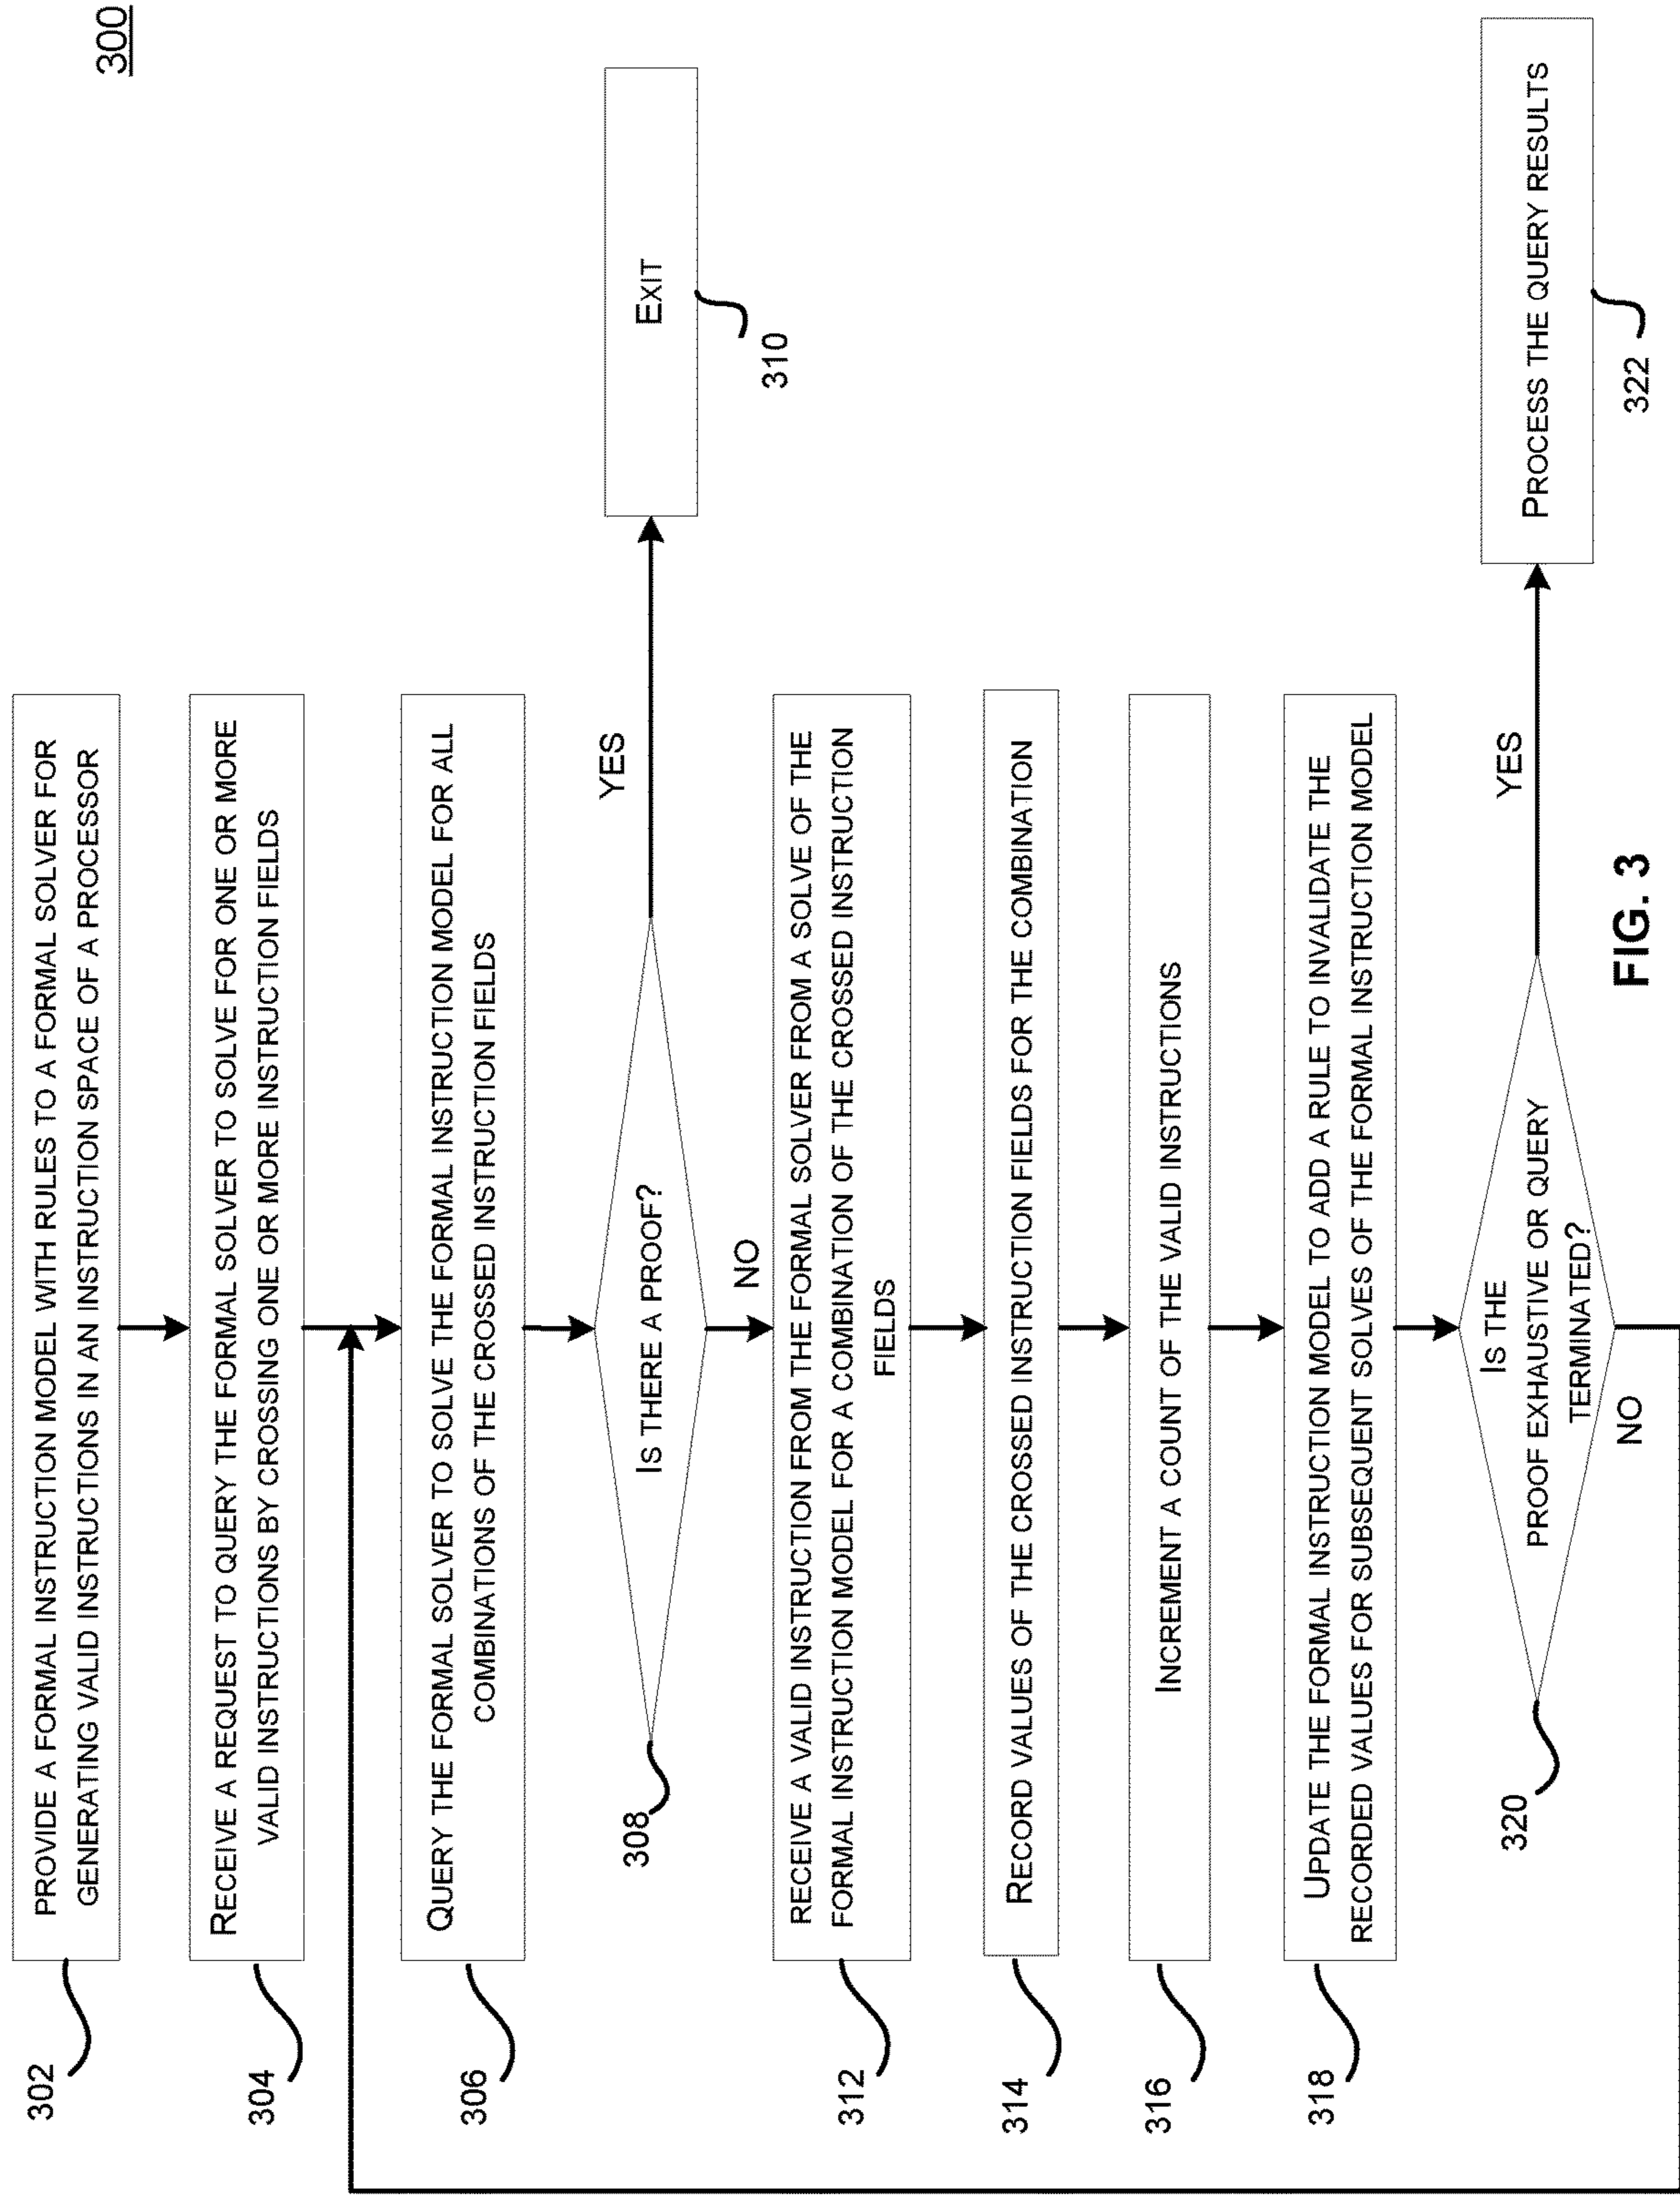 300
302
PROVIDE A FORMAL INSTRUCTION MODEL WITH RULES TO A FORMAL SOLVER FOR
GENERATING VALID INSTRUCTIONS IN AN INSTRUCTION SPACE OF A PROCESSOR
304
RECEIVE A REQUEST TO QUERY THE FORMAL SOLVER TO SOLVE FOR ONE OR MORE
VALID INSTRUCTIONS BY CROSSING ONE OR MORE INSTRUCTION FIELDS
306
QUERY THE FORMAL SOLVER TO SOLVE THE FORMAL INSTRUCTION MODEL FOR ALL
COMBINATIONS OF THE CROSSED INSTRUCTION FIELDS
308
IS THERE A PROOF?
YES
EXIT
310
NO
312
RECEIVE A VALID INSTRUCTION FROM THE FORMAL SOLVER FROM A SOLVE OF THE
FORMAL INSTRUCTION MODEL FOR A COMBINATION OF THE CROSSED INSTRUCTION
FIELDS
314
RECORD VALUES OF THE CROSSED INSTRUCTION FIELDS FOR THE COMBINATION
316
INCREMENT A COUNT OF THE VALID INSTRUCTIONS
318
UPDATE THE FORMAL INSTRUCTION MODEL TO ADD A RULE TO INVALIDATE THE
RECORDED VALUES FOR SUBSEQUENT SOLVES OF THE FORMAL INSTRUCTION MODEL
320
IS THE
PROOF EXHAUSTIVE OR QUERY
TERMINATED?
YES
PROCESS THE QUERY RESULTS
322
NO
FIG. 3